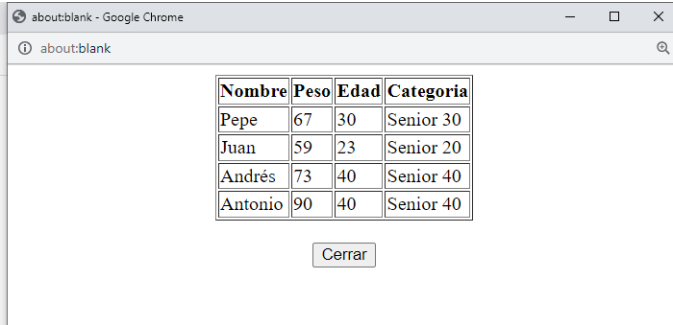 about:blank - Google Chrome
about:blank
Nombre Peso Edad Categoria
Pepe 67 30 Senior 30
Juan 59 23 Senior 20
Andrés 73 40 Senior 40
Antonio 90 40 Senior 40
Cerrar